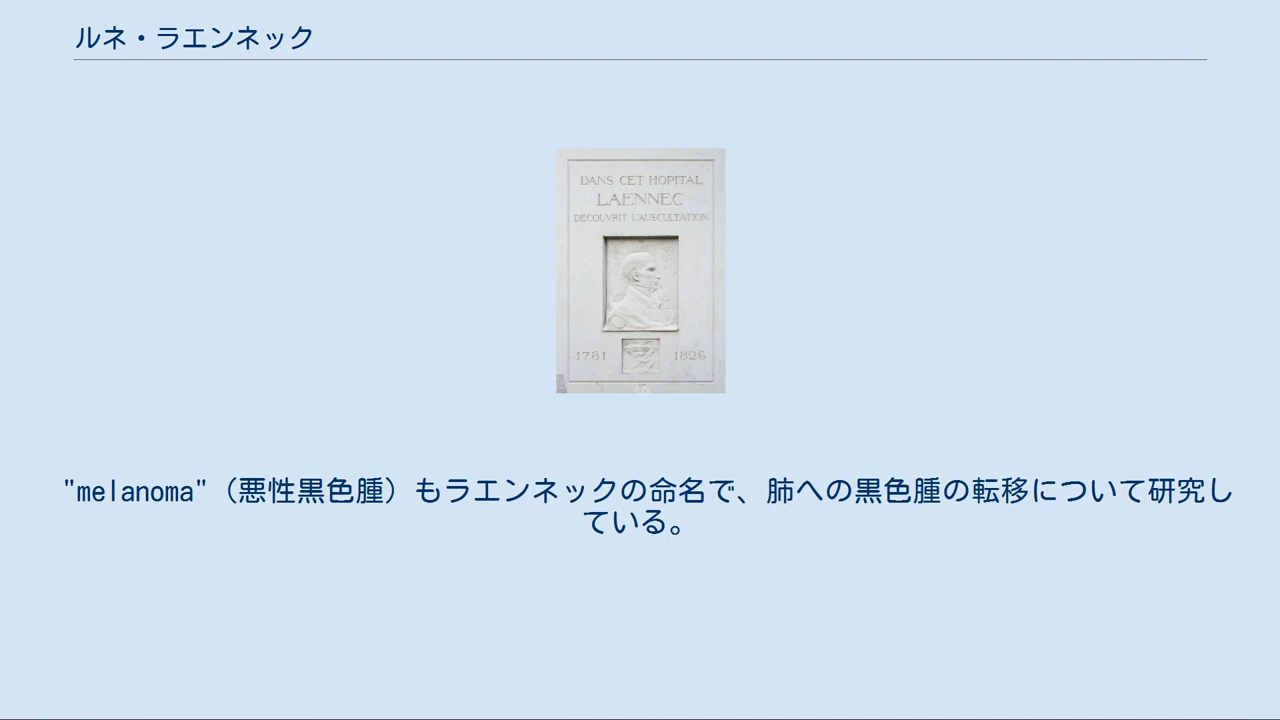 ルネ・ラエンネック
DANS CET HOPITAL
LAENNEC
DECOUVRIT L'AUSCULTATION
1781 1826
"melanoma"（悪性黒色腫）もラエンネックの命名で、肺への黒色腫の転移について研究し
ている。